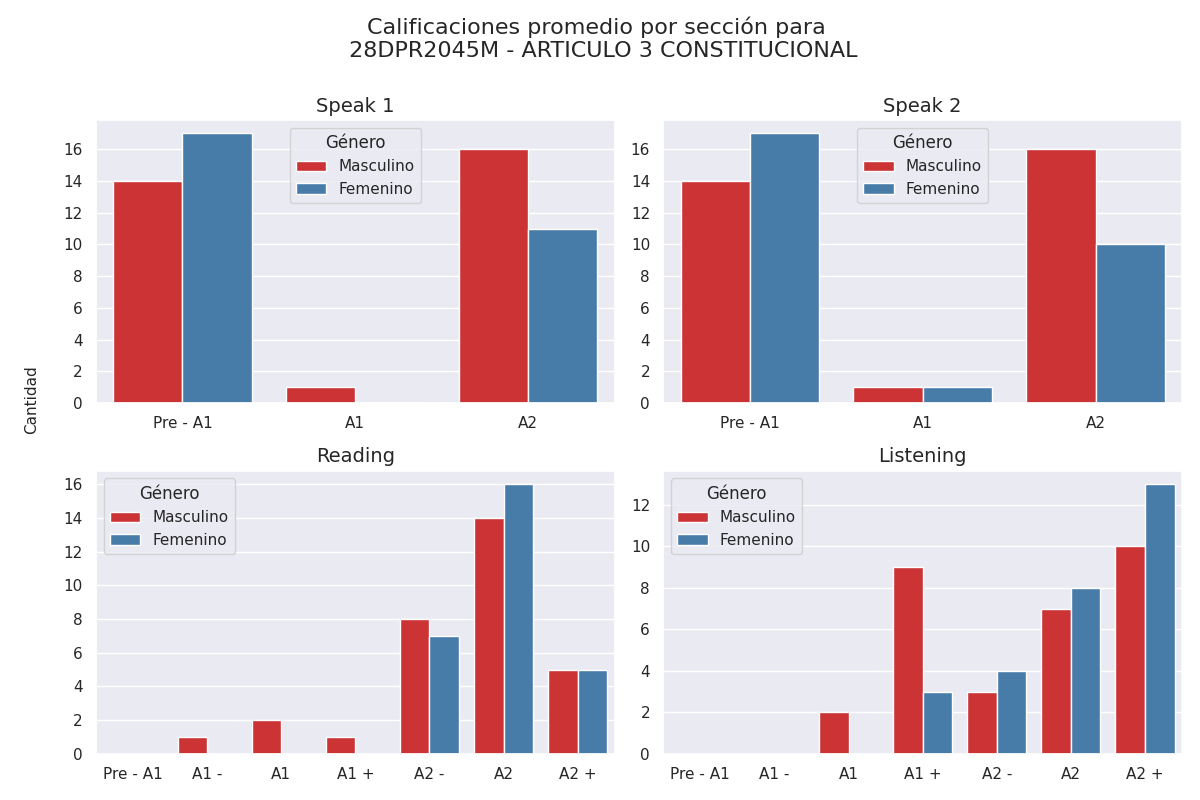 Calificaciones promedio por sección para
28DPR2045M - ARTICULO 3 CONSTITUCIONAL
Cantidad
Speak 1
Género
Masculino
Femenino
16
14
12
10
8
6
4
2
0
Pre - A1 A1 A2
Speak 2
Género
Masculino
Femenino
16
14
12
10
8
6
4
2
0
Pre - A1 A1 A2
Reading
Género
Masculino
Femenino
16
14
12
10
8
6
4
2
0
Pre - A1 A1 - A1 A1 + A2 - A2 A2 +
Listening
Género
Masculino
Femenino
12
10
8
6
4
2
0
Pre - A1 A1 - A1 A1 + A2 - A2 A2 +